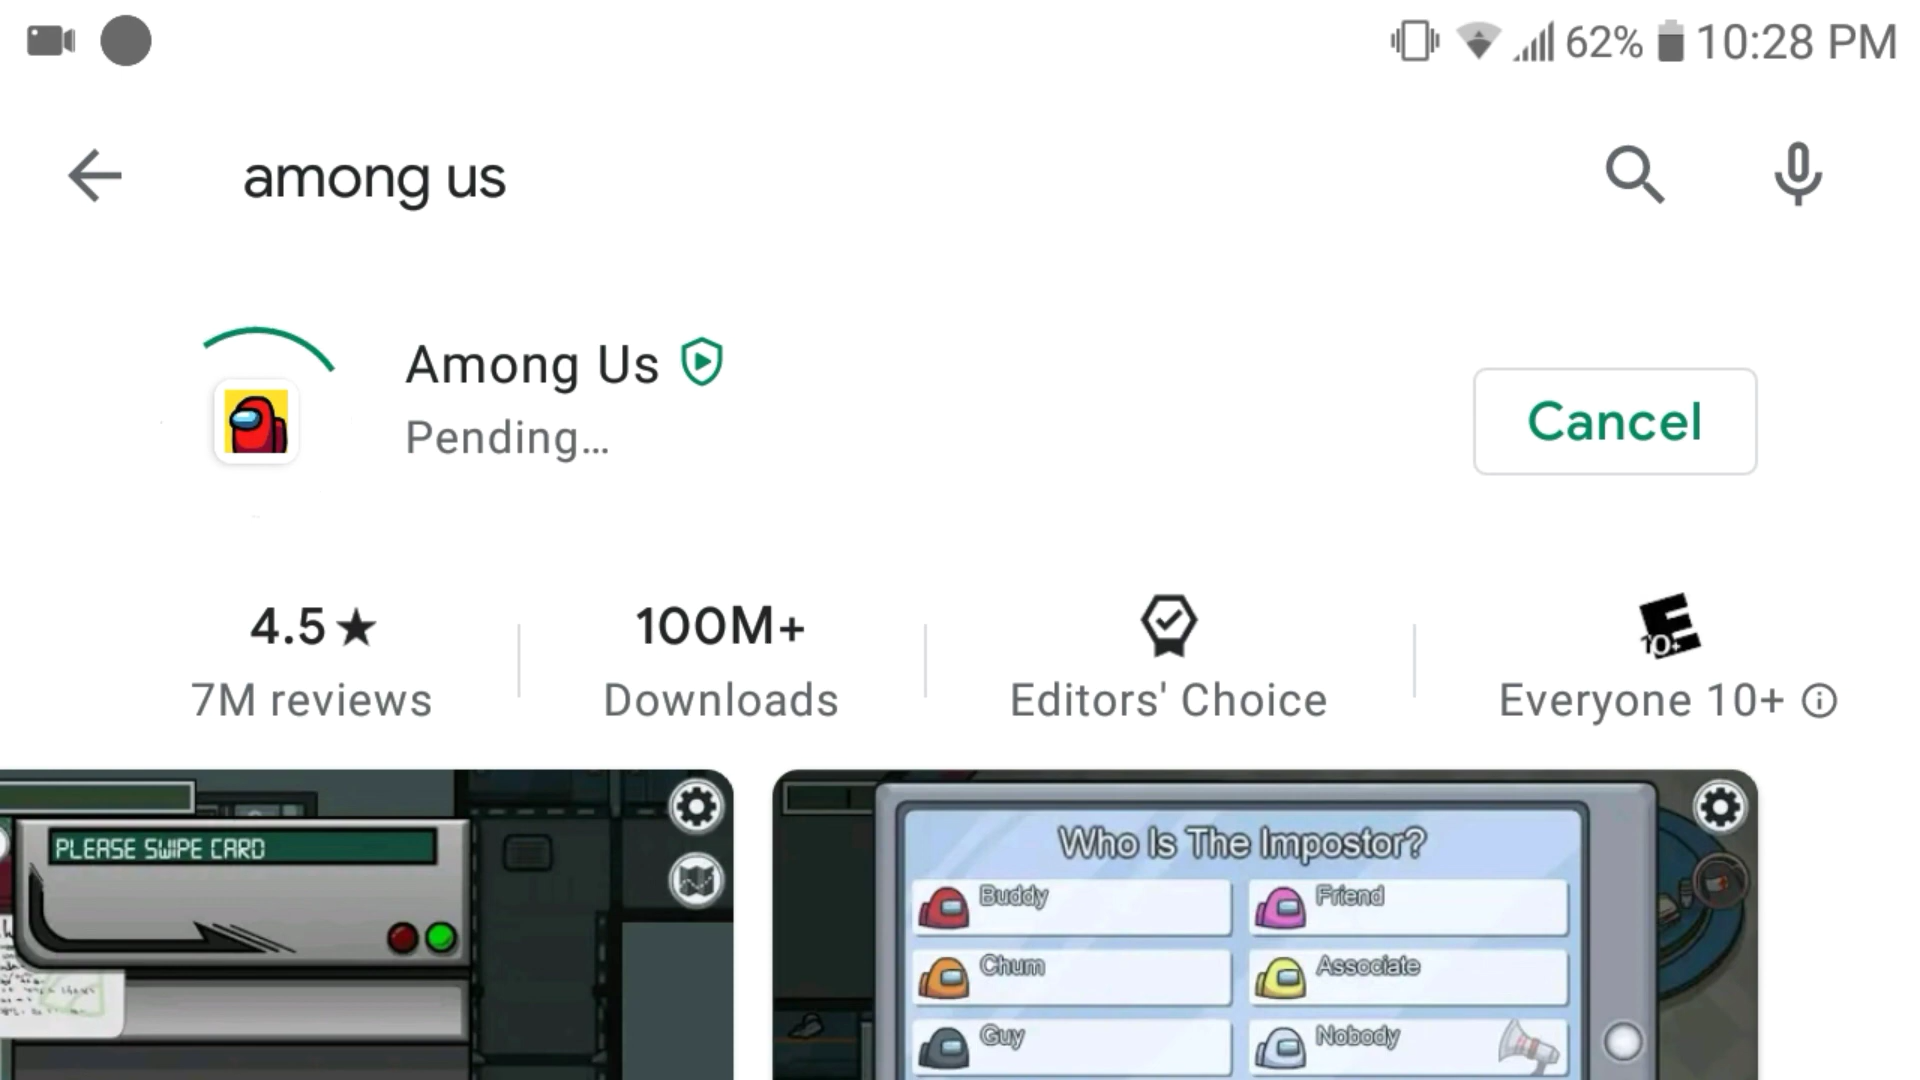 62% 10:28 PM
among us
Among Us
Pending...
Cancel
4.5★ 100M+ 10+
7M reviews Downloads Editors' Choice Everyone 10+
PLEASE SWIPE CARD
Who Is The Impostor?
Buddy Friend
Chum Associate
Guy Nobody